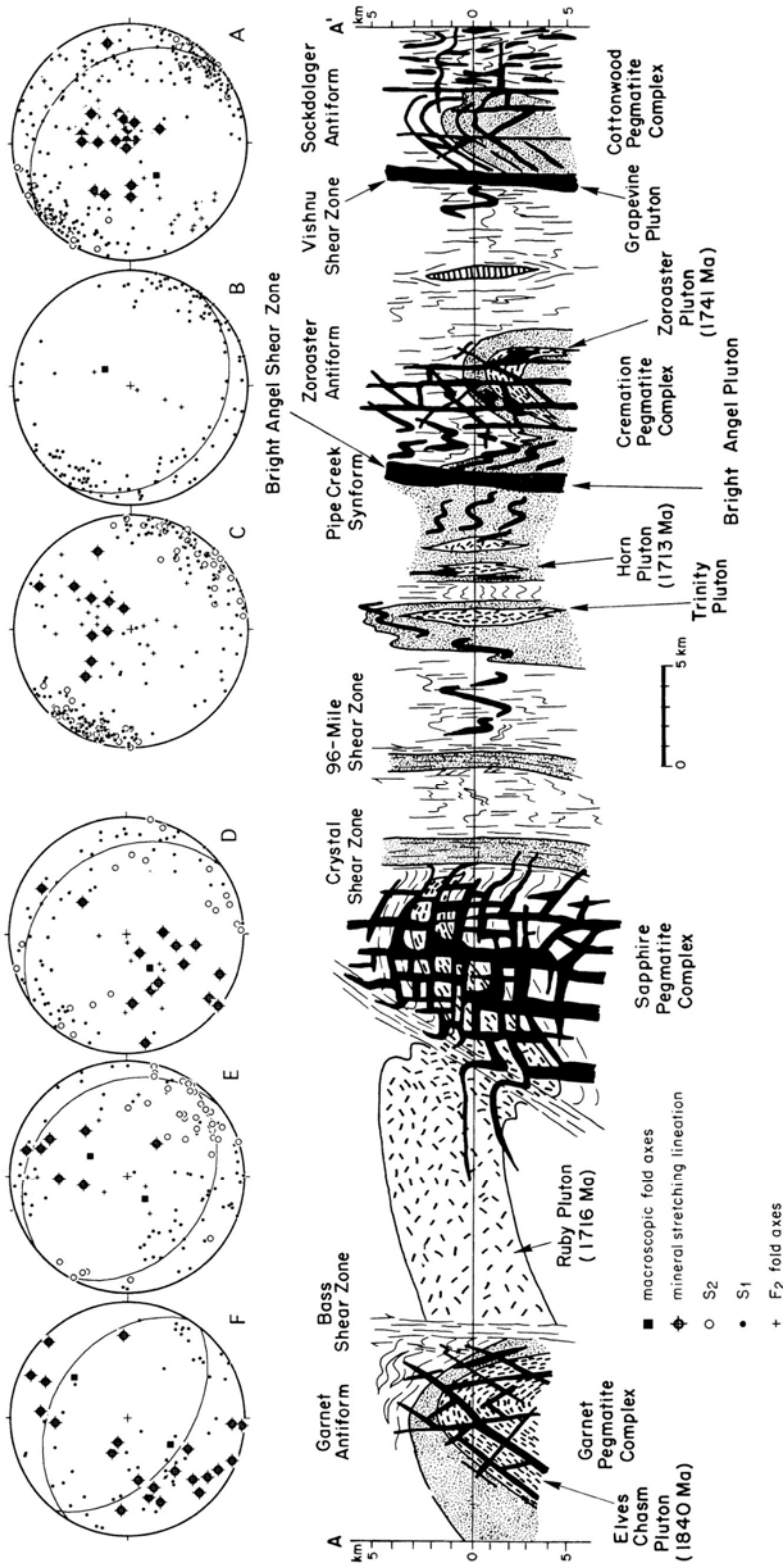 F
E
D
C
B
A
Bright Angel Shear Zone
Garnet
Antiform
Bass
Shear Zone
Crystal
Shear Zone
96-Mile
Shear Zone
Pipe Creek
Synform
Zoroaster
Antiform
Vishnu
Shear Zone
Sockdolager
Antiform
A
km
5
0
5
A'
km
5
0
5
Elves
Chasm
Pluton
(1840 Ma)
Garnet
Pegmatite
Complex
Ruby Pluton
(1716 Ma)
Sapphire
Pegmatite
Complex
0
5 km
Trinity
Pluton
Horn
Pluton
(1713 Ma)
Bright Angel Pluton
Cremation
Pegmatite
Complex
Zoroaster
Pluton
(1741 Ma)
Grapevine
Pluton
Cottonwood
Pegmatite
Complex
macroscopic fold axes
mineral stretching lineation
S2
S1
F2 fold axes